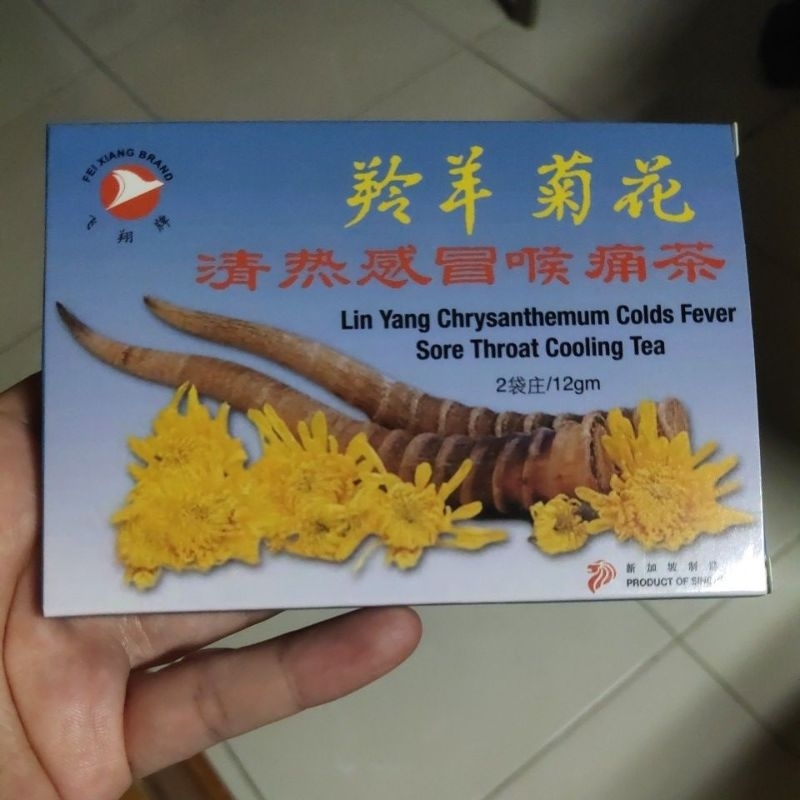 FEI XIANG BRAND
飞翔牌
羚羊菊花
清热感冒喉痛茶
Lin Yang Chrysanthemum Colds Fever
Sore Throat Cooling Tea
2袋庄/12gm
新加坡制
PRODUCT OF